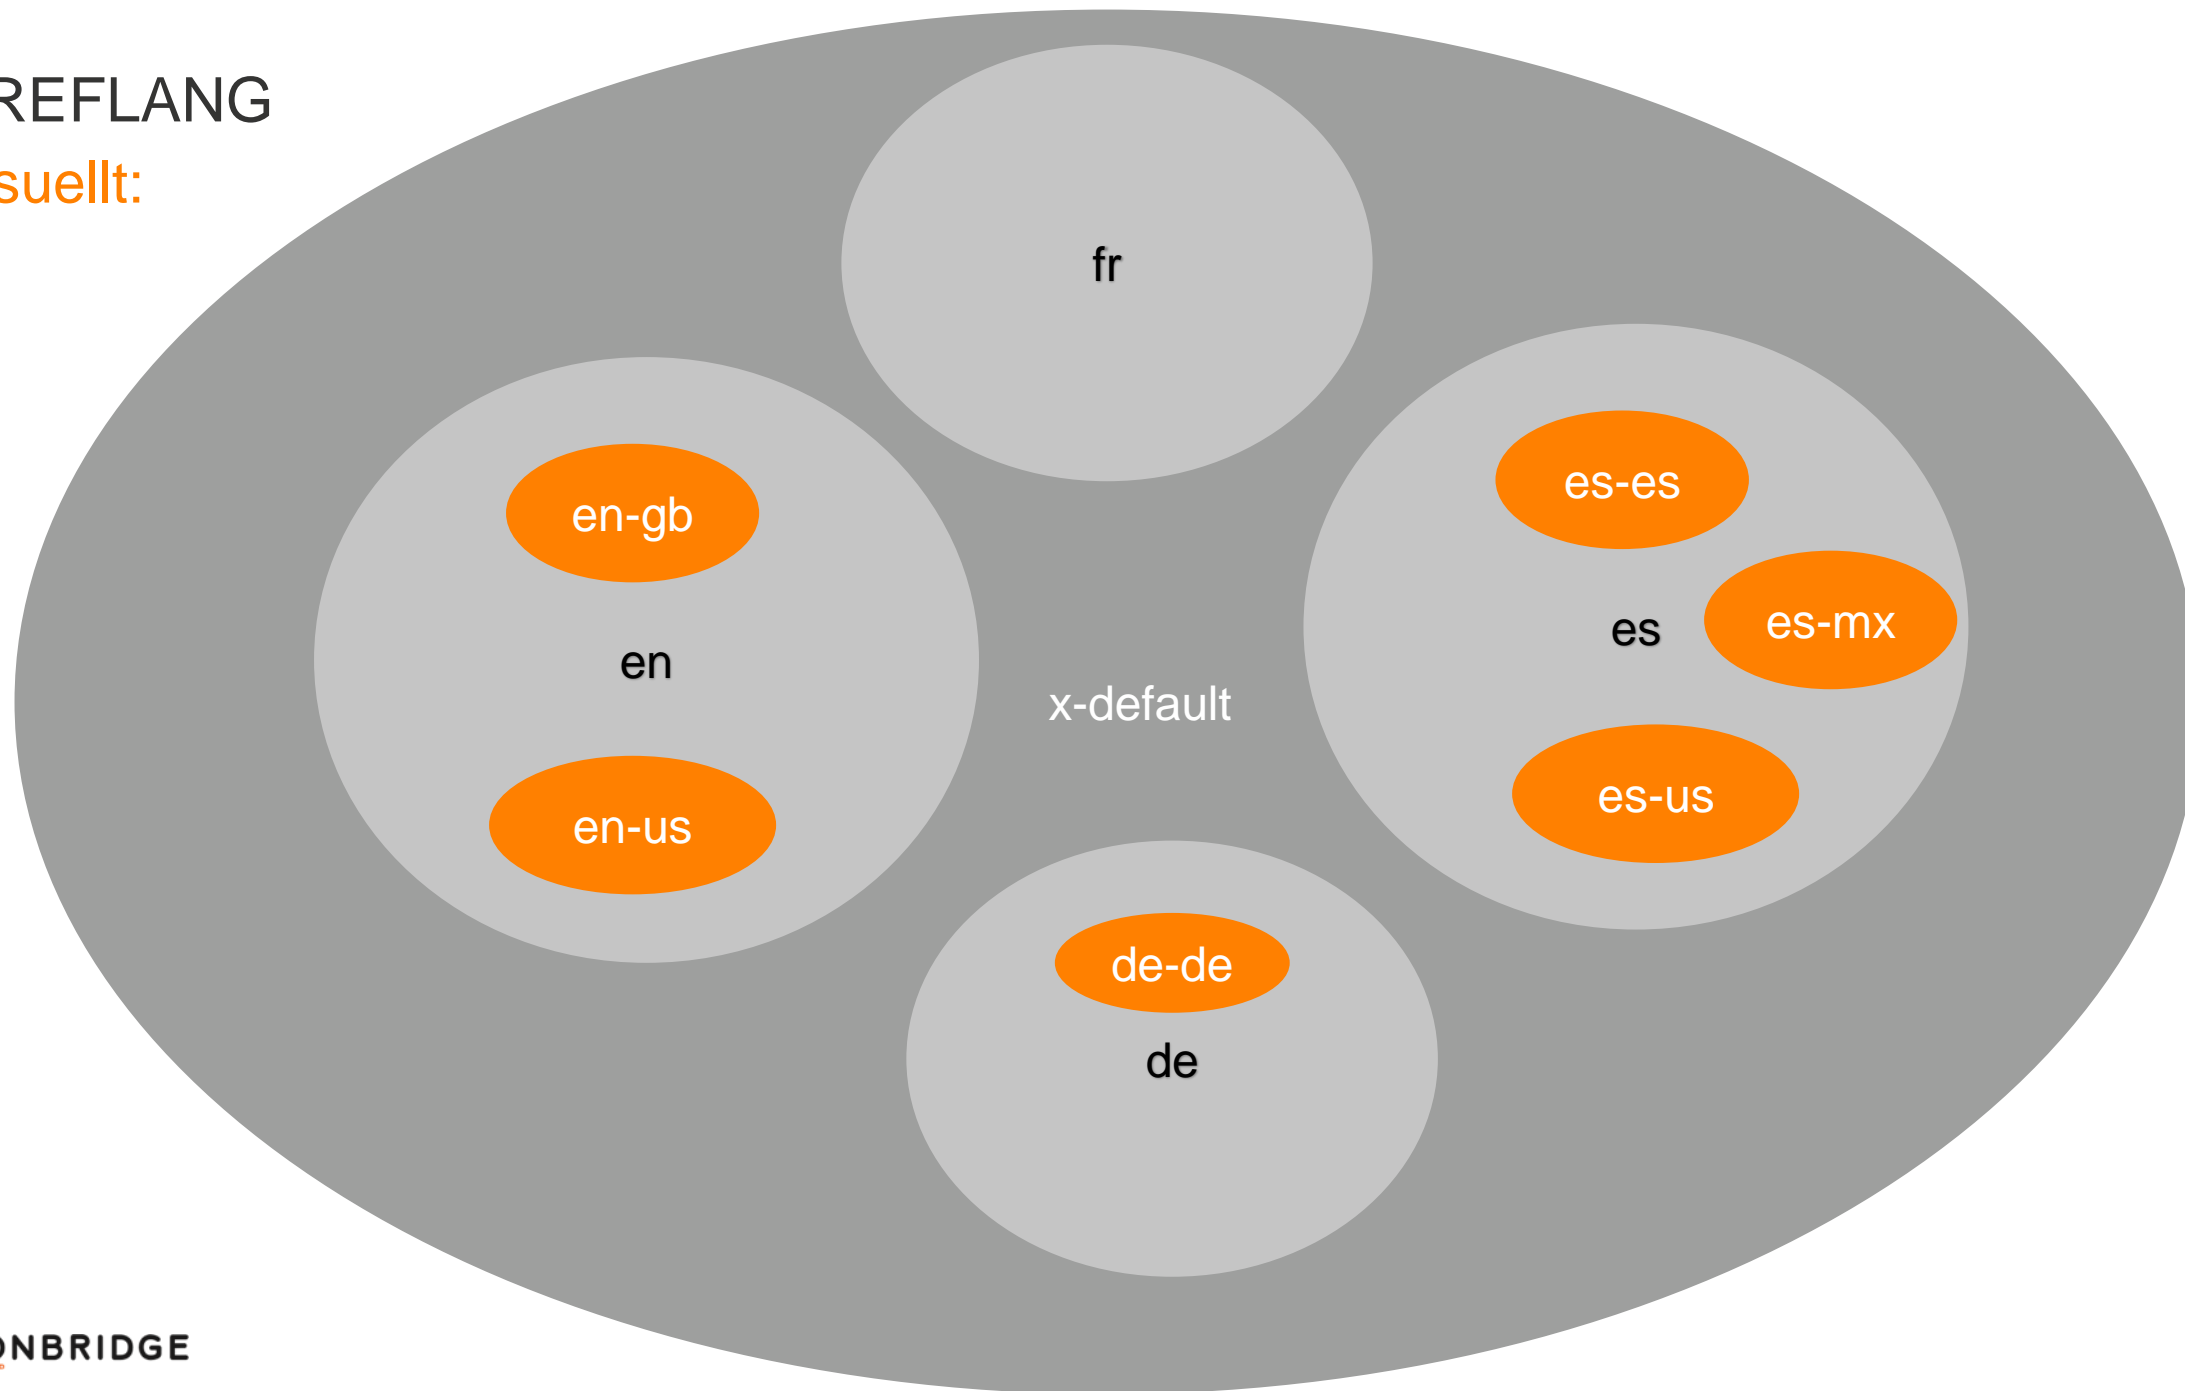 REFLANG
suellt:
fr
es-es
en-gb
es-mx
es
en
x-default
es-us
en-us
de-de
de
ONBRIDGE